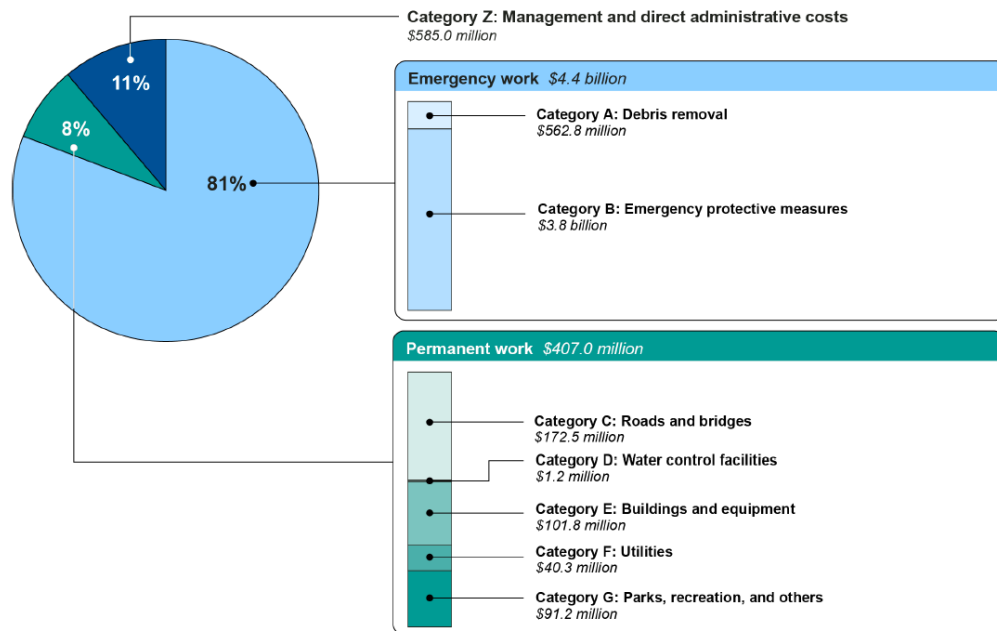 Category Z: Management and direct administrative costs
$585.0 million
11%
8%
81%
Emergency work $4.4 billion
Category A: Debris removal
$562.8 million
Category B: Emergency protective measures
$3.8 billion
Permanent work $407.0 million
Category C: Roads and bridges
$172.5 million
Category D: Water control facilities
$1.2 million
Category E: Buildings and equipment
$101.8 million
Category F: Utilities
$40.3 million
Category G: Parks, recreation, and others
$91.2 million